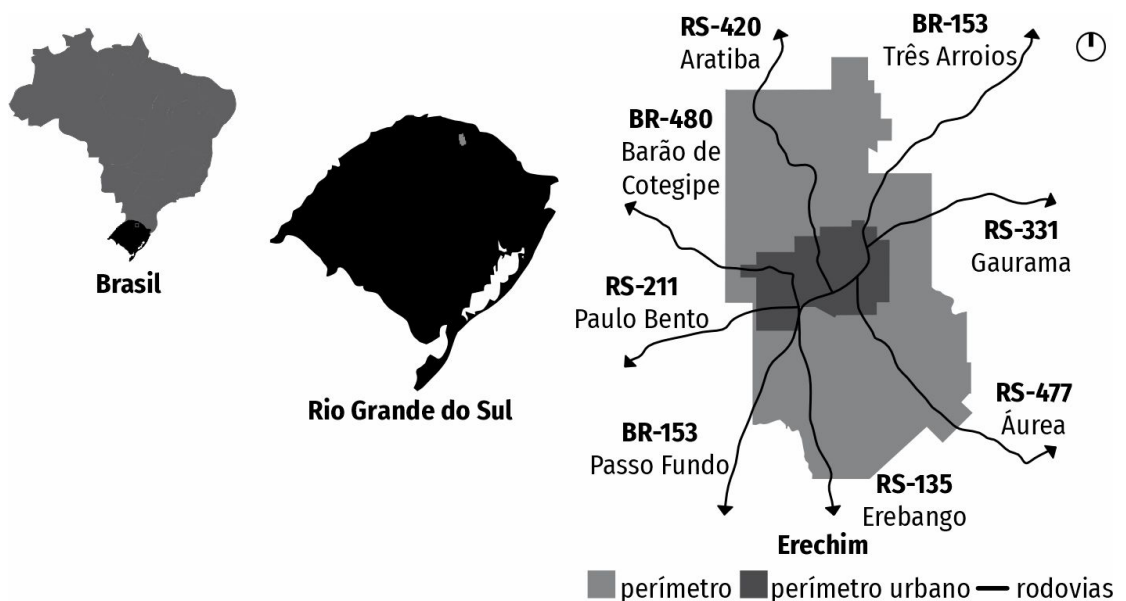 Brasil
Rio Grande do Sul
RS-420
Aratiba
BR-153
Três Arroios
BR-480
Barão de
Cotegipe
RS-331
Gaurama
RS-211
Paulo Bento
RS-477
Áurea
BR-153
Passo Fundo
RS-135
Erebango
Erechim
perímetro perímetro urbano rodovias